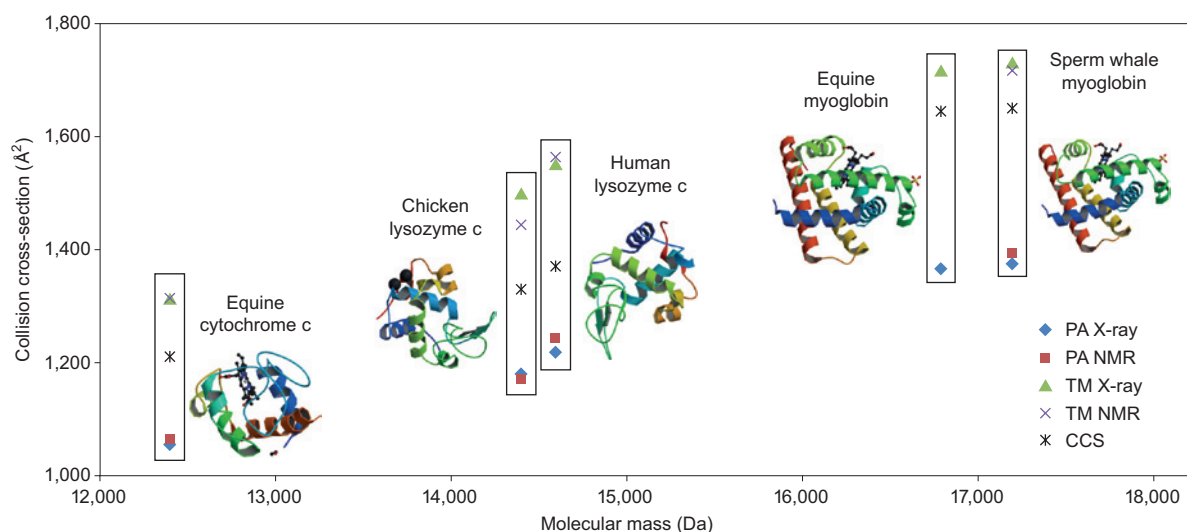 1,800
1,600
1,400
1,200
1,000
Collision cross-section (Å²)
12,000
13,000
14,000
15,000
16,000
17,000
18,000
Molecular mass (Da)
Equine
cytochrome c
Chicken
lysozyme c
Human
lysozyme c
Equine
myoglobin
Sperm whale
myoglobin
PA X-ray
PA NMR
TM X-ray
TM NMR
CCS